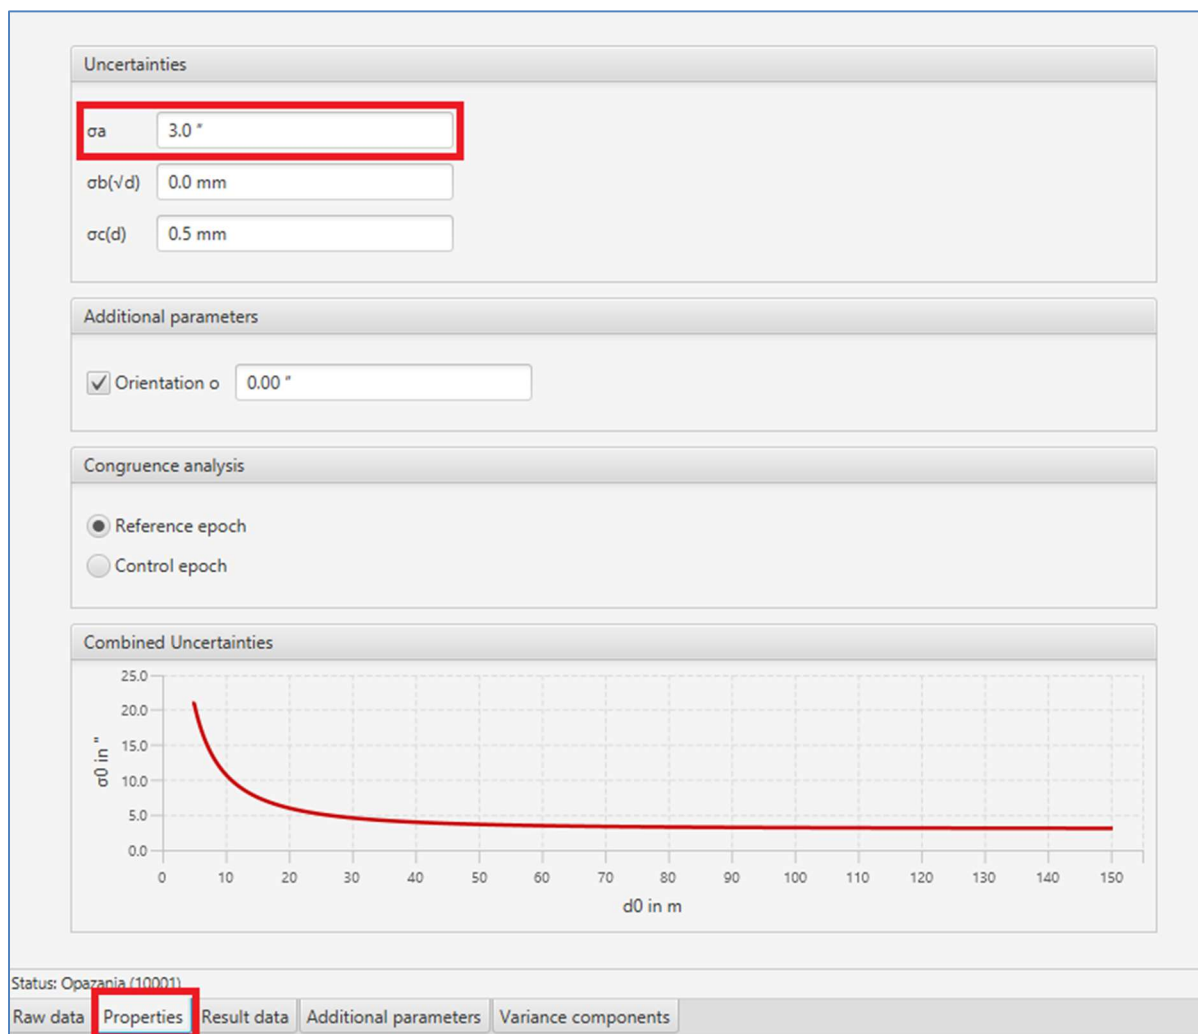 Uncertainties
σa 3.0 "
σb(√d) 0.0 mm
σc(d) 0.5 mm
Additional parameters
Orientation o 0.00 "
Congruence analysis
Reference epoch
Control epoch
Combined Uncertainties
25.0
20.0
15.0
10.0
5.0
0.0
σ0 in "
0 10 20 30 40 50 60 70 80 90 100 110 120 130 140 150
d0 in m
Status: Opazania (10001)
Raw data Properties Result data Additional parameters Variance components